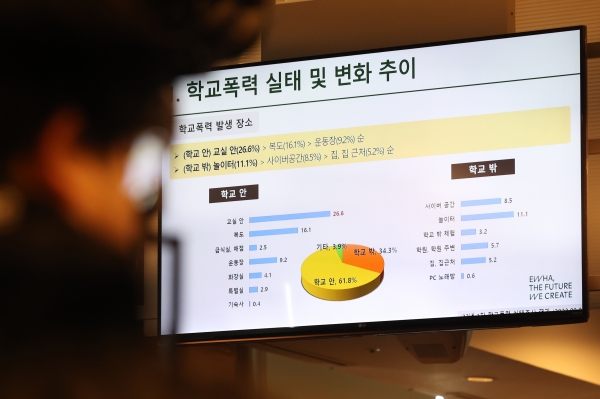 . 학교폭력 실태 및 변화 추이
학교폭력 발생 장소
➤ (학교 안) 교실 안(26.6%) > 복도(16.1%) > 운동장(9.2%) 순
➤ (학교 밖) 놀이터(11.1%) > 사이버공간(8.5%) > 집, 집 근처(5.2%) 순
학교 안
교실 안 26.6
복도 16.1
급식실, 매점 2.5
운동장 9.2
화장실 4.1
특별실 2.9
기숙사 0.4
기타, 3.9%
학교 밖, 34.3%
학교 안, 61.8%
학교 밖
사이버 공간 8.5
놀이터 11.1
학교 밖 체험 3.2
학원, 학원 주변 5.7
집, 집근처 5.2
PC 노래방 0.6
EWHA,
THE FUTURE
WE CREATE